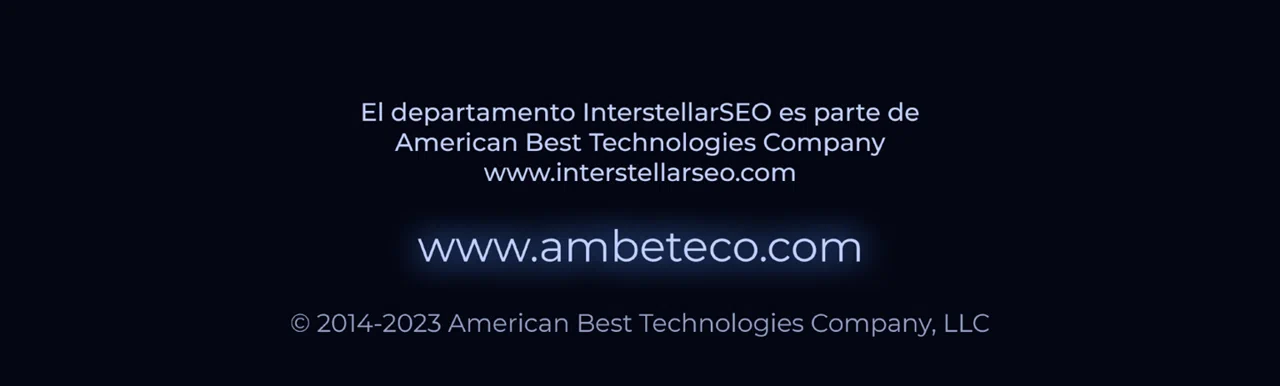 El departamento InterstellarSEO es parte de
American Best Technologies Company
www.interstellarseo.com
www.ambeteco.com
© 2014-2023 American Best Technologies Company, LLC